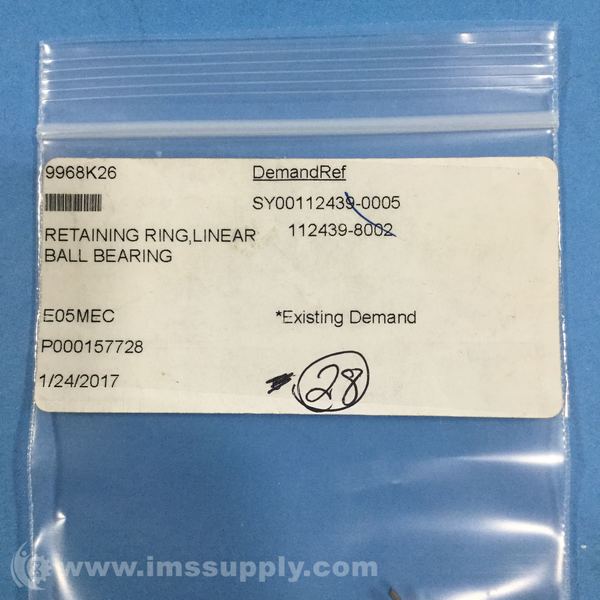 9968K26
DemandRef
SY00112439-0005
112439-8002
RETAINING RING,LINEAR
BALL BEARING
E05MEC
*Existing Demand
P000157728
1/24/2017
28
www.imssupply.com